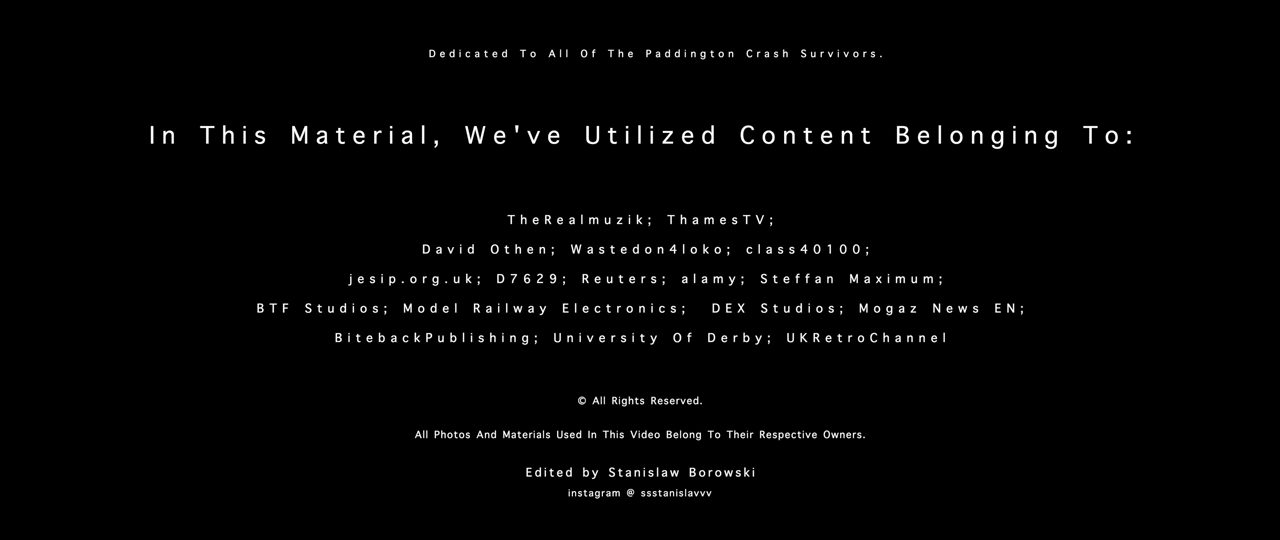 Dedicated To All Of The Paddington Crash Survivors.
In This Material, We've Utilized Content Belonging To:
TheRealmuzik; ThamesTV;
David Othen; Wastedon4loko; class40100;
jesip.org.uk; D7629; Reuters; alamy; Steffan Maximum;
BTF Studios; Model Railway Electronics; DEX Studios; Mogaz News EN;
BitebackPublishing; University Of Derby; UKRetroChannel
© All Rights Reserved.
All Photos And Materials Used In This Video Belong To Their Respective Owners.
Edited by Stanislaw Borowski
instagram @ ssstanislavvv